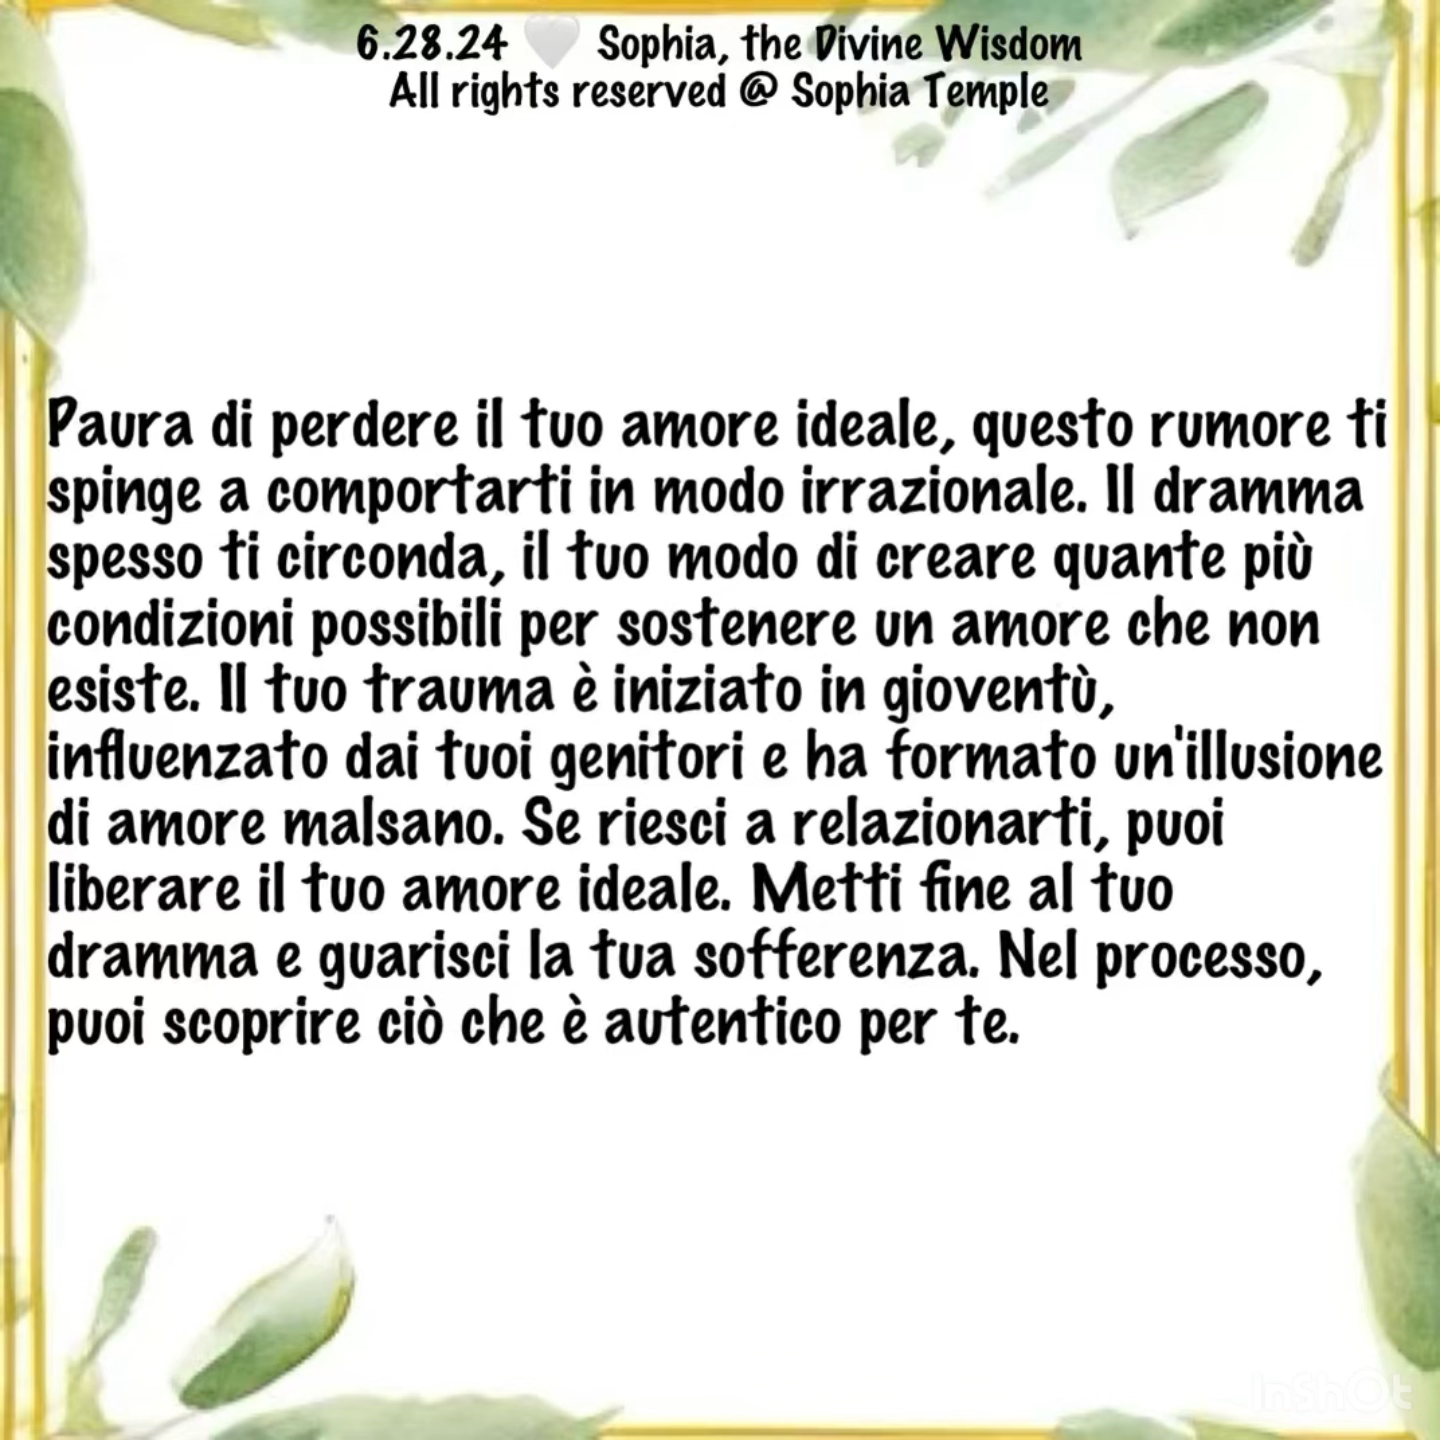 6.28.24 🤍 Sophia, the Divine Wisdom
All rights reserved @ Sophia Temple
Paura di perdere il tuo amore ideale, questo rumore ti
spinge a comportarti in modo irrazionale. Il dramma
spesso ti circonda, il tuo modo di creare quante più
condizioni possibili per sostenere un amore che non
esiste. Il tuo trauma è iniziato in gioventù,
influenzato dai tuoi genitori e ha formato un'illusione
di amore malsano. Se riesci a relazionarti, puoi
liberare il tuo amore ideale. Metti fine al tuo
dramma e guarisci la tua sofferenza. Nel processo,
puoi scoprire ciò che è autentico per te.
InShOt